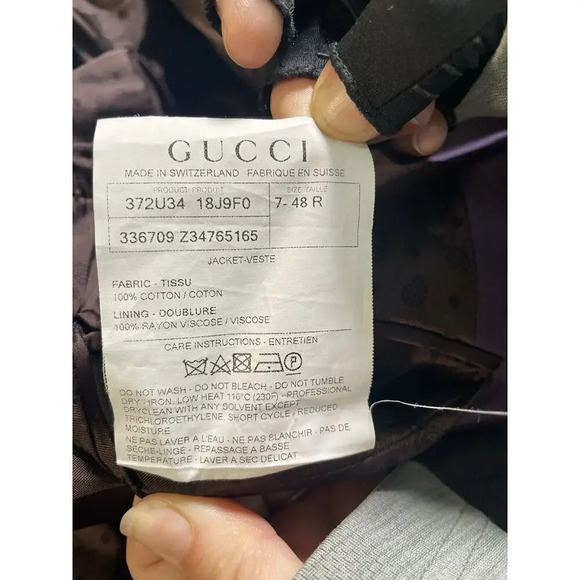 GUCCI
MADE IN SWITZERLAND FABRIQUE EN SUISSE
PRODUCT PRODUIT SIZE TAILLE
372U34 18J9F0 7- 48 R
336709 Z34765165
JACKET-VESTE
FABRIC - TISSU
100% COTTON / COTON
LINING - DOUBLURE
100% RAYON VISCOSE / VISCOSE
CARE INSTRUCTIONS - ENTRETIEN
P
DO NOT WASH - DO NOT BLEACH - DO NOT TUMBLE
DRY - IRON, LOW HEAT 110°C (230F) - PROFESSIONAL
DRYCLEAN WITH ANY SOLVENT EXCEPT
TRICHLOROETHYLENE, SHORT CYCLE / REDUCED
MOISTURE
NE PAS LAVER A L'EAU - NE PAS BLANCHIR - PAS DE
SECHE-LINGE - REPASSAGE A BASSE
TEMPERATURE - LAVER A SEC DELICAT